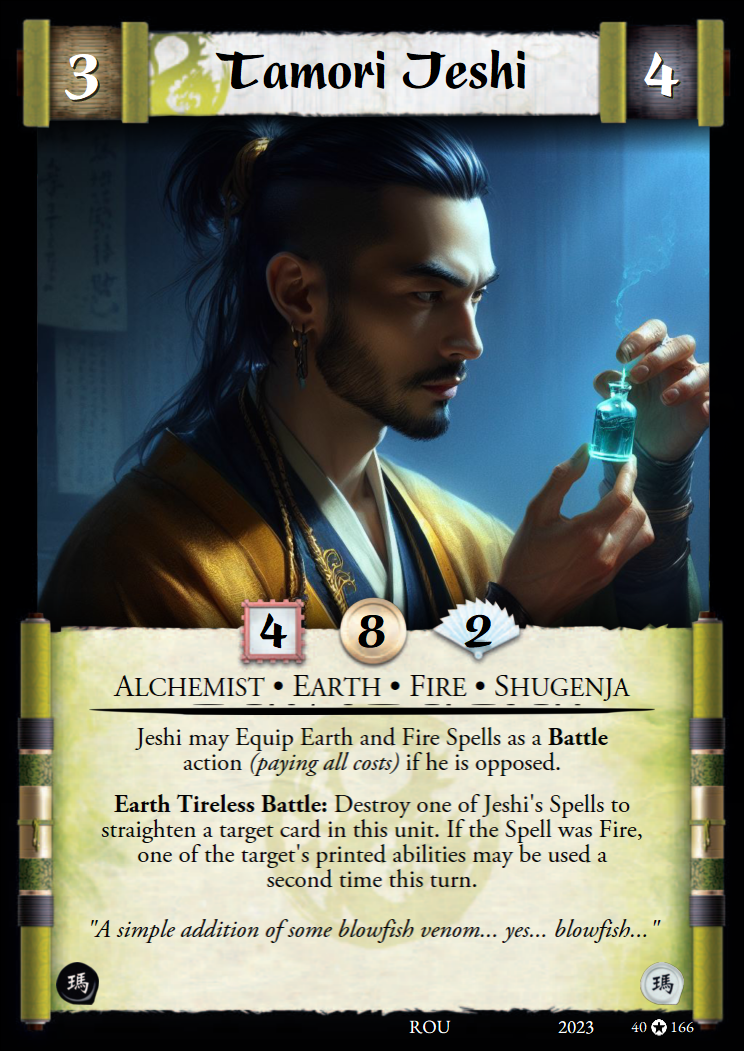 3 Tamori Jeshi 4
4 8 2
ALCHEMIST • EARTH • FIRE • SHUGENJA
Jeshi may Equip Earth and Fire Spells as a Battle
action (paying all costs) if he is opposed.
Earth Tireless Battle: Destroy one of Jeshi's Spells to
straighten a target card in this unit. If the Spell was Fire,
one of the target's printed abilities may be used a
second time this turn.
"A simple addition of some blowfish venom... yes... blowfish..."
瑪 瑪
ROU 2023 40 166